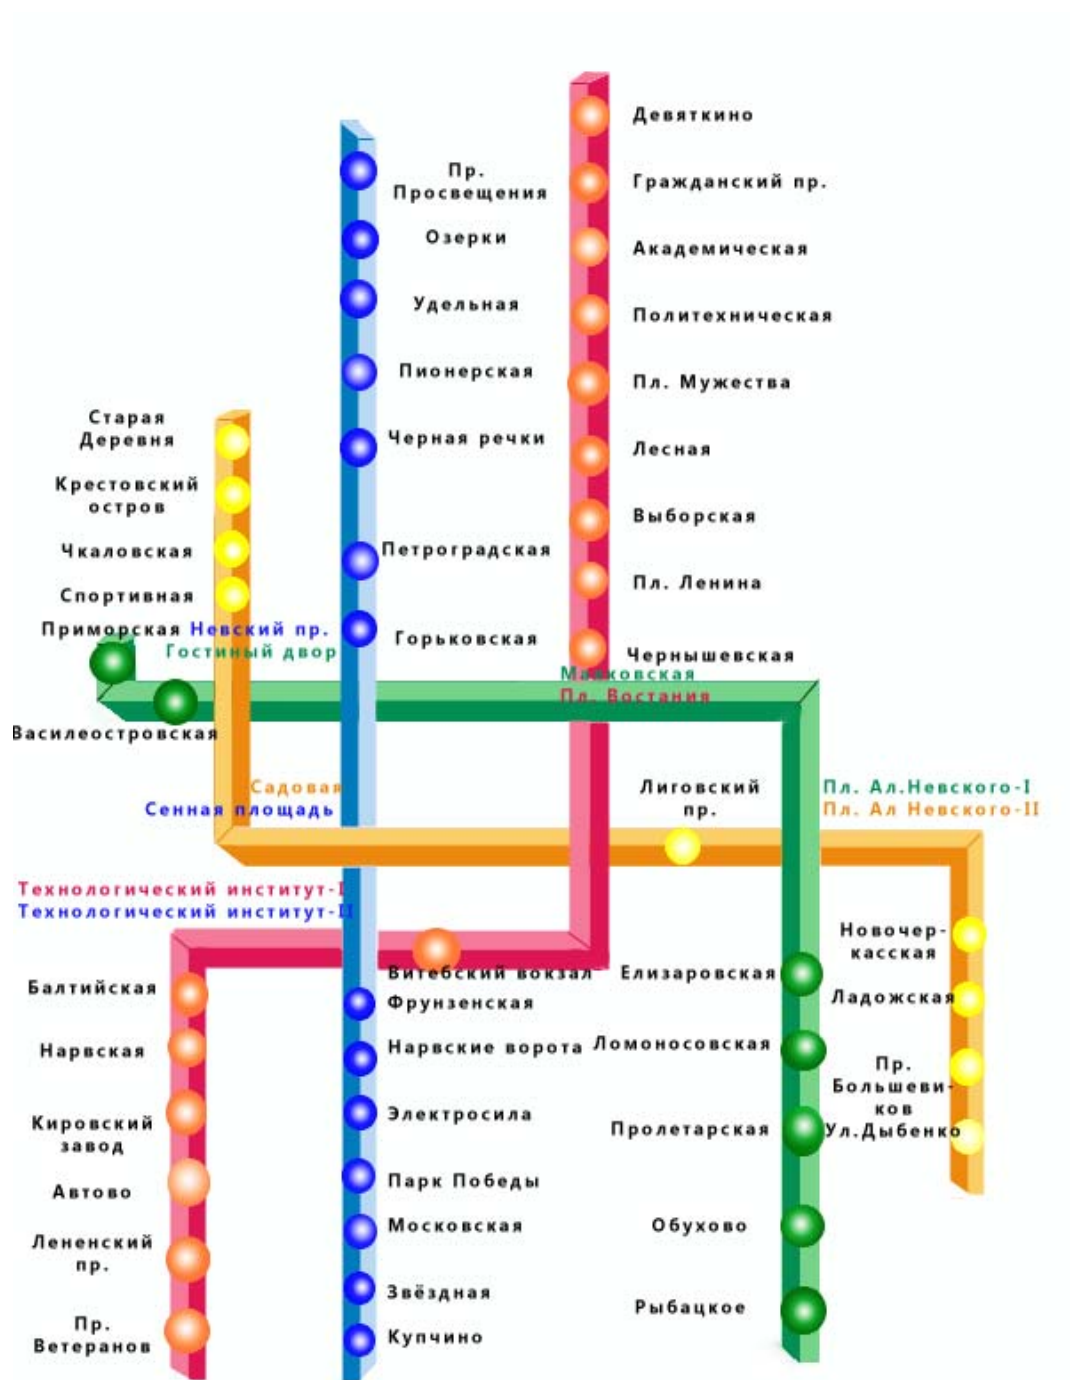 Девяткино
Пр.
Просвещения
Гражданский пр.
Озерки
Академическая
Удельная
Политехническая
Пионерская
Пл. Мужества
Старая
Деревня
Черная речки
Лесная
Крестовский
остров
Выборская
Чкаловская
Петроградская
Пл. Ленина
Спортивная
Приморская
Невский пр.
Гостиный двор
Горьковская
Чернышевская
Маяковская
Пл. Востания
Василеостровская
Садовая
Сенная площадь
Лиговский
пр.
Пл. Ал.Невского-I
Пл. Ал Невского-II
Технологический институт-I
Технологический институт-II
Новочер-
касская
Витебский вокзал
Елизаровская
Балтийская
Фрунзенская
Ладожская
Нарвская
Нарвские ворота
Ломоносовская
Пр.
Большеви-
ков
Кировский
завод
Электросила
Пролетарская
Ул.Дыбенко
Автово
Парк Победы
Московская
Обухово
Лененский
пр.
Звёздная
Рыбацкое
Пр.
Ветеранов
Купчино